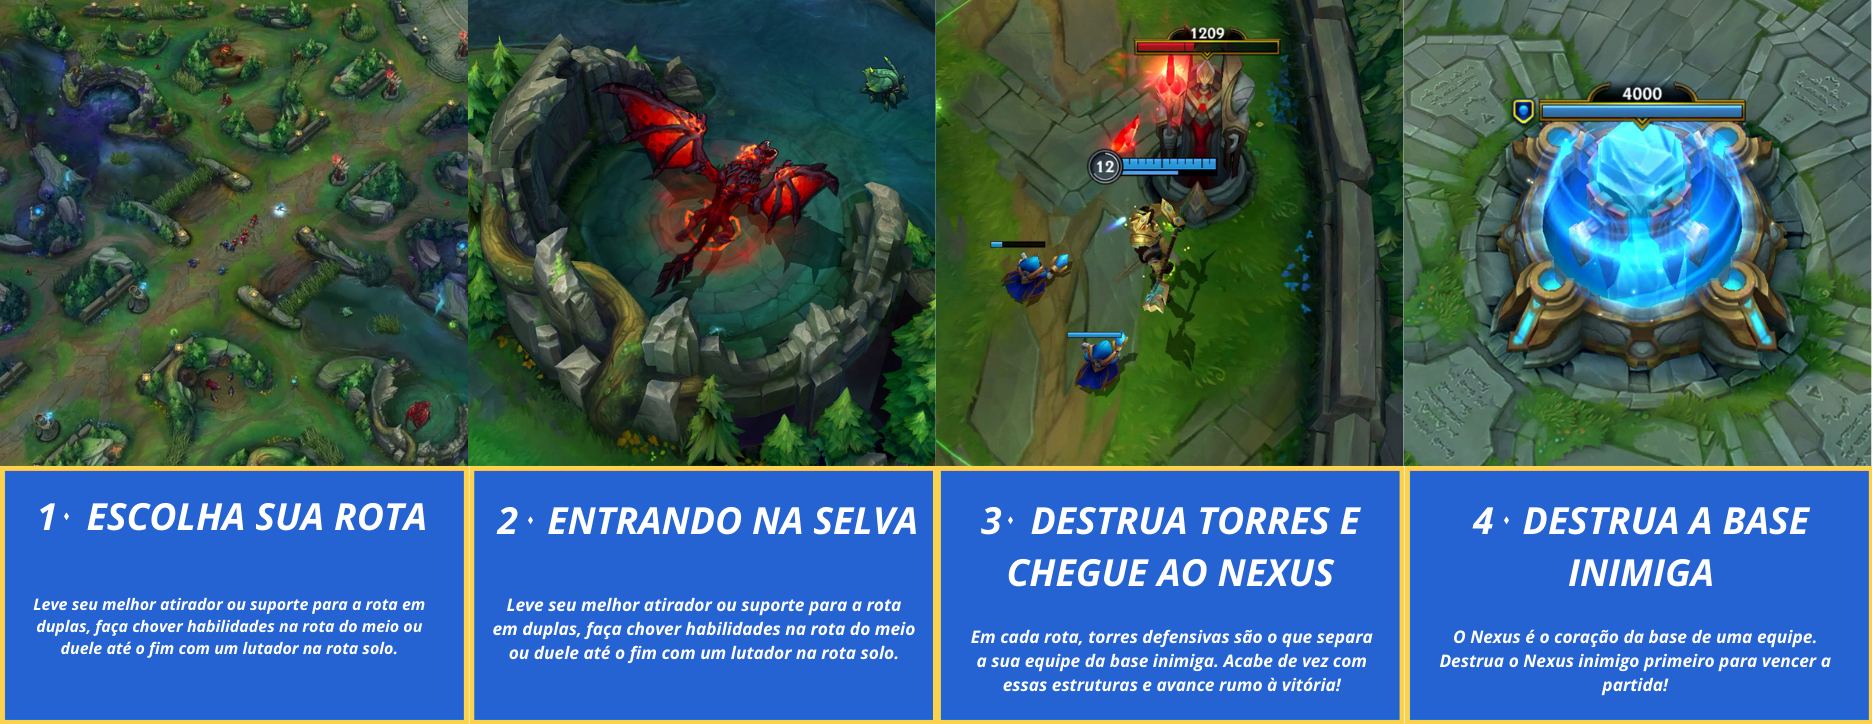 1209
12
4000
1· ESCOLHA SUA ROTA
Leve seu melhor atirador ou suporte para a rota em
duplas, faça chover habilidades na rota do meio ou
duele até o fim com um lutador na rota solo.
2· ENTRANDO NA SELVA
Leve seu melhor atirador ou suporte para a rota
em duplas, faça chover habilidades na rota do meio
ou duele até o fim com um lutador na rota solo.
3· DESTRUA TORRES E
CHEGUE AO NEXUS
Em cada rota, torres defensivas são o que separa
a sua equipe da base inimiga. Acabe de vez com
essas estruturas e avance rumo à vitória!
4· DESTRUA A BASE
INIMIGA
O Nexus é o coração da base de uma equipe.
Destrua o Nexus inimigo primeiro para vencer a
partida!